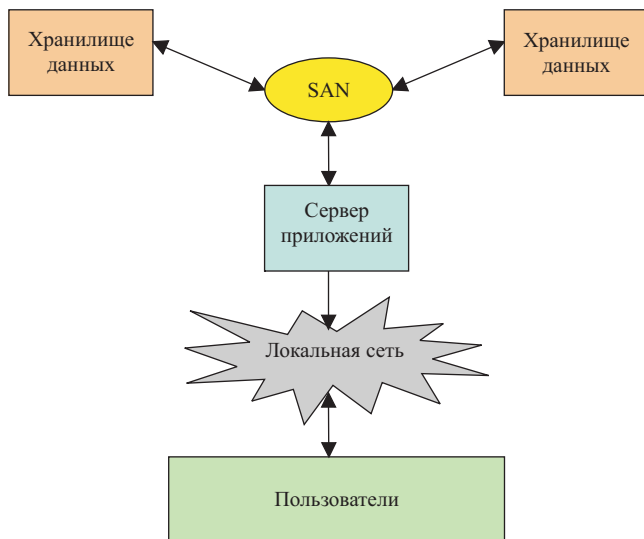 Хранилище
данных
Хранилище
данных
SAN
Сервер
приложений
Локальная сеть
Пользователи